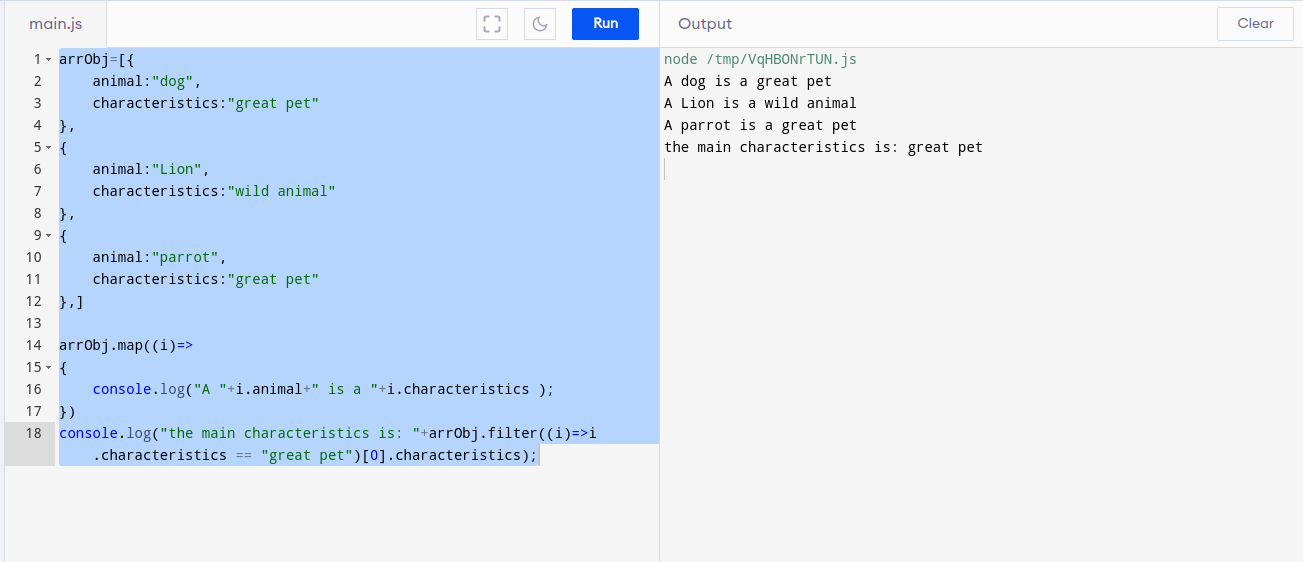 main.js
Run
Output
Clear
1 arrObj=[{
2     animal:"dog",
3     characteristics:"great pet"
4 },
5 {
6     animal:"Lion",
7     characteristics:"wild animal"
8 },
9 {
10     animal:"parrot",
11     characteristics:"great pet"
12 },]
13
14 arrObj.map((i)=>
15 {
16     console.log("A "+i.animal+" is a "+i.characteristics );
17 })
18 console.log("the main characteristics is: "+arrObj.filter((i)=>i
    .characteristics == "great pet")[0].characteristics);
node /tmp/VqHBONrTUN.js
A dog is a great pet
A Lion is a wild animal
A parrot is a great pet
the main characteristics is: great pet